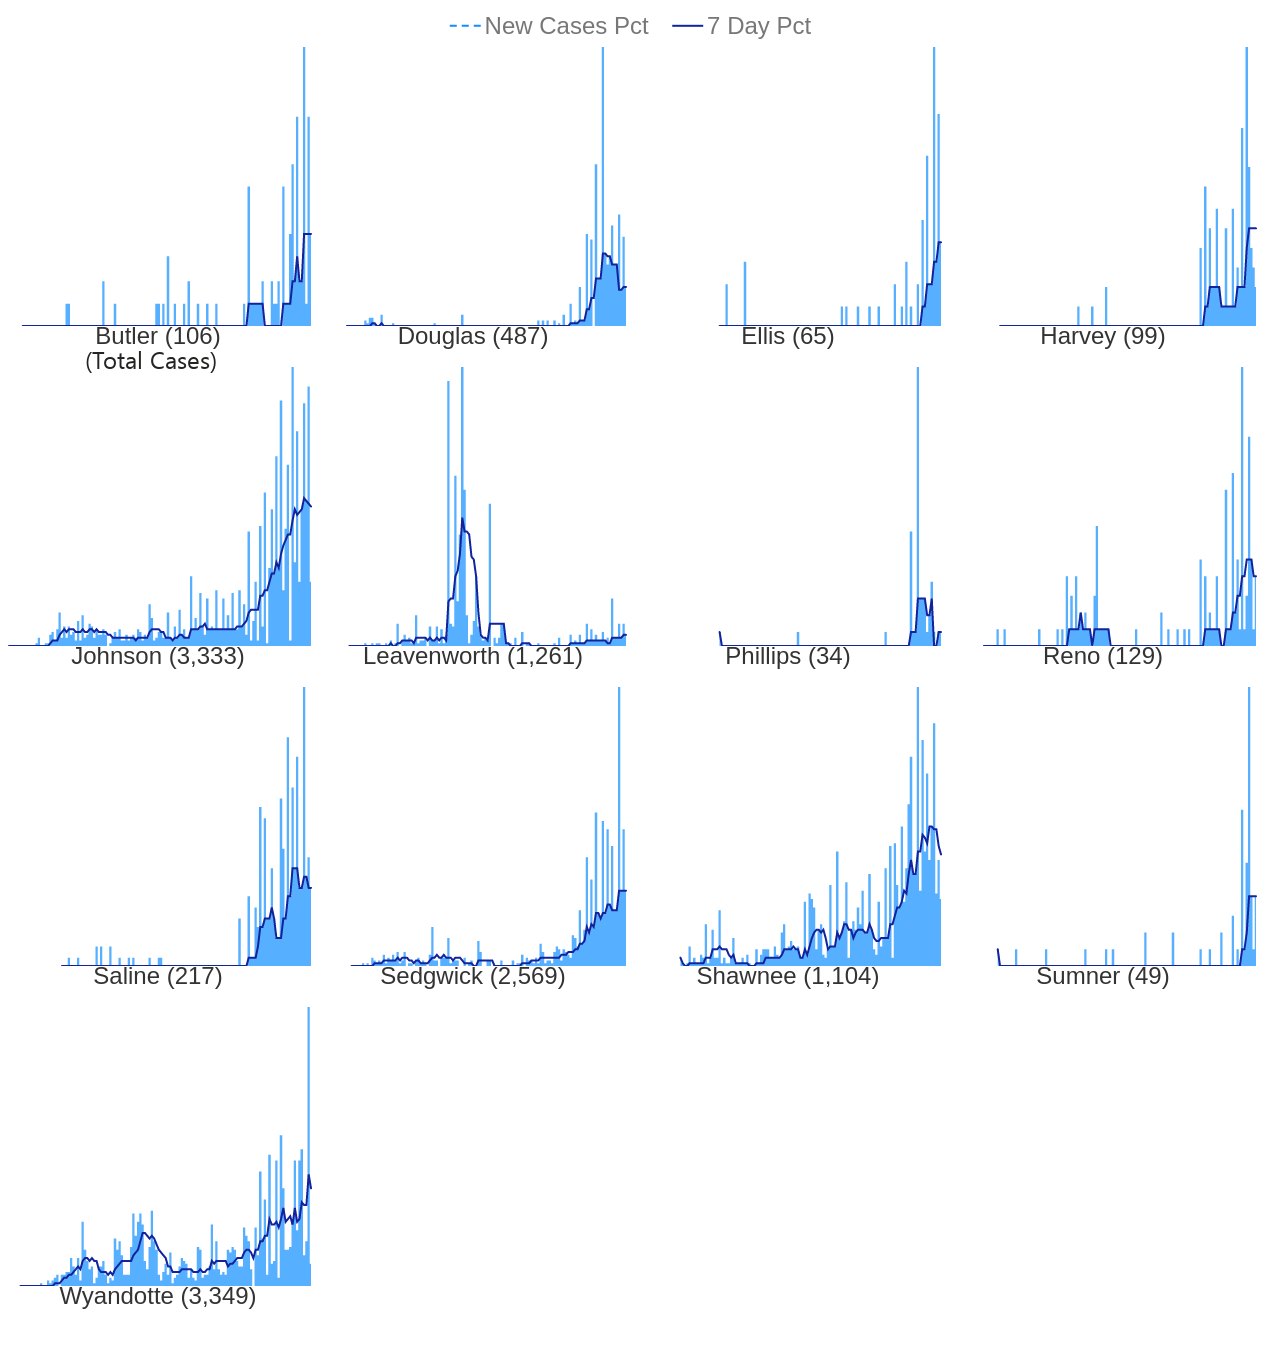 New Cases Pct 7 Day Pct
Butler (106) Douglas (487) Ellis (65) Harvey (99)
(Total Cases)
Johnson (3,333) Leavenworth (1,261) Phillips (34) Reno (129)
Saline (217) Sedgwick (2,569) Shawnee (1,104) Sumner (49)
Wyandotte (3,349)